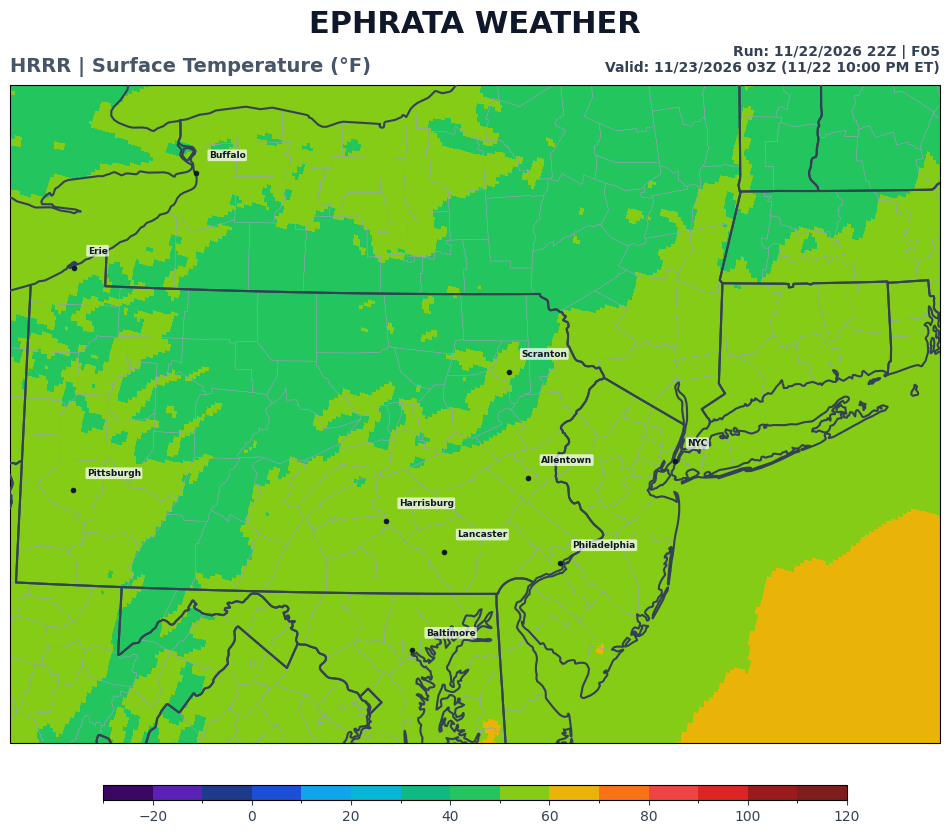 EPHRATA WEATHER
HRRR | Surface Temperature (°F)
Run: 11/22/2026 22Z | F05
Valid: 11/23/2026 03Z (11/22 10:00 PM ET)
Buffalo
Erie
Scranton
NYC
Allentown
Pittsburgh
Harrisburg
Lancaster
Philadelphia
Baltimore
−20 0 20 40 60 80 100 120